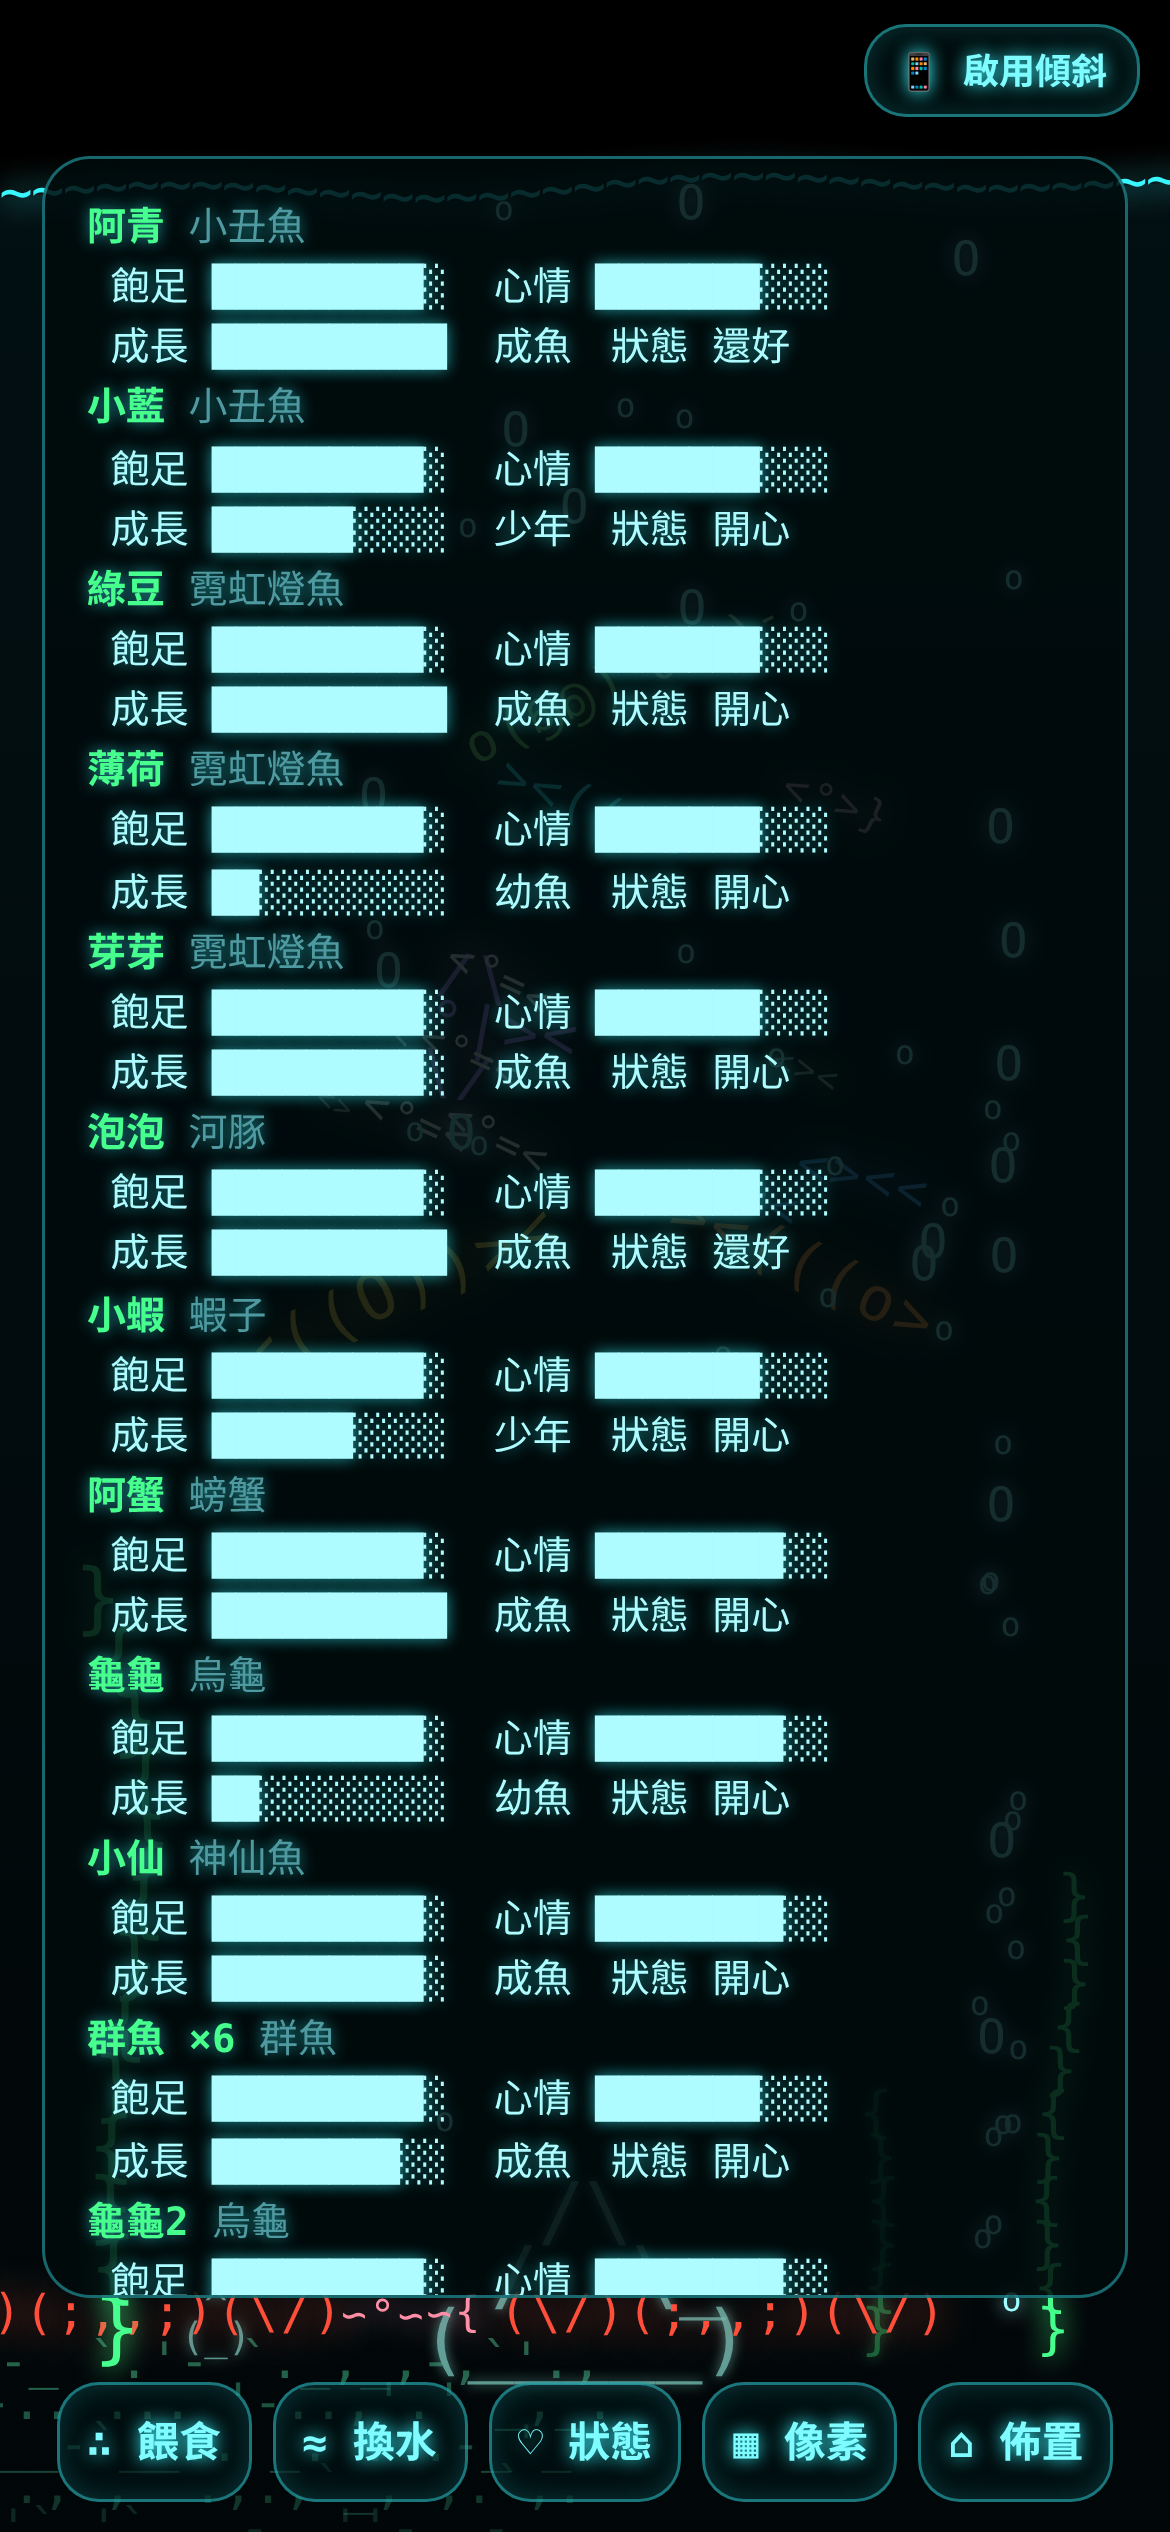 📱 啟用傾斜
阿青 小丑魚
飽足 █████████░ 心情 ███████░░░
成長 ██████████ 成魚 狀態 還好
小藍 小丑魚
飽足 █████████░ 心情 ███████░░░
成長 ██████░░░░ 少年 狀態 開心
綠豆 霓虹燈魚
飽足 █████████░ 心情 ███████░░░
成長 ██████████ 成魚 狀態 開心
薄荷 霓虹燈魚
飽足 █████████░ 心情 ███████░░░
成長 ██░░░░░░░░ 幼魚 狀態 開心
芽芽 霓虹燈魚
飽足 █████████░ 心情 ███████░░░
成長 █████████░ 成魚 狀態 開心
泡泡 河豚
飽足 █████████░ 心情 ███████░░░
成長 ██████████ 成魚 狀態 還好
小蝦 蝦子
飽足 █████████░ 心情 ███████░░░
成長 ██████░░░░ 少年 狀態 開心
阿蟹 螃蟹
飽足 █████████░ 心情 ████████░░
成長 ██████████ 成魚 狀態 開心
龜龜 烏龜
飽足 █████████░ 心情 ████████░░
成長 ██░░░░░░░░ 幼魚 狀態 開心
小仙 神仙魚
飽足 █████████░ 心情 ████████░░
成長 █████████░ 成魚 狀態 開心
群魚 ×6 群魚
飽足 █████████░ 心情 ███████░░░
成長 ████████░░ 成魚 狀態 開心
龜龜2 烏龜
飽足 █████████░ 心情 ████████░░
∴ 餵食 ≈ 換水 ♡ 狀態 ▦ 像素 ⌂ 佈置